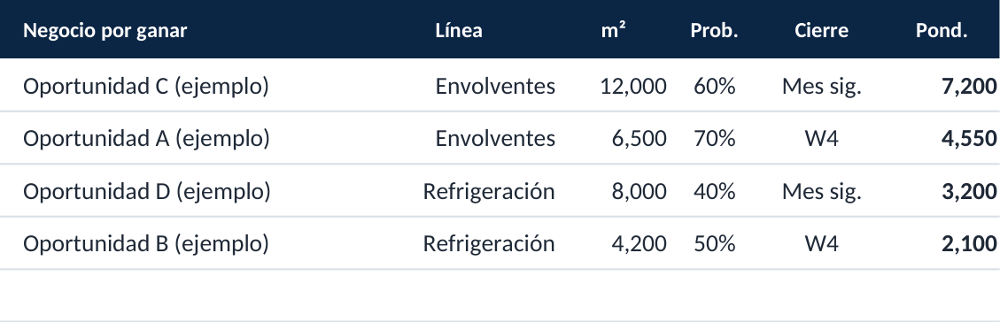 Negocio por ganar Línea m² Prob. Cierre Pond.
Oportunidad C (ejemplo) Envolventes 12,000 60% Mes sig. 7,200
Oportunidad A (ejemplo) Envolventes 6,500 70% W4 4,550
Oportunidad D (ejemplo) Refrigeración 8,000 40% Mes sig. 3,200
Oportunidad B (ejemplo) Refrigeración 4,200 50% W4 2,100